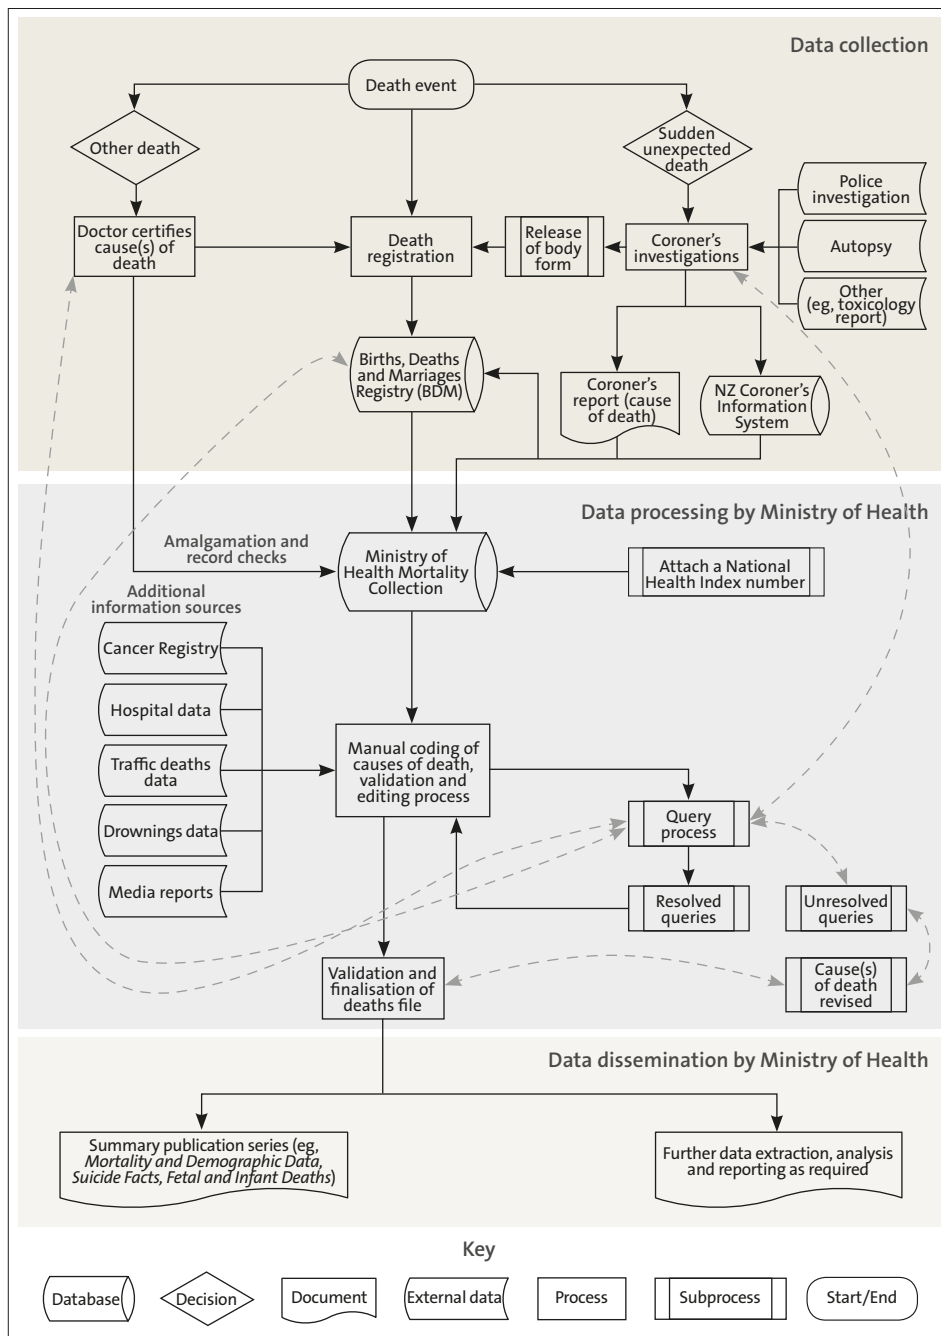 Data collection
Death event
Other death
Sudden
unexpected
death
Police
investigation
Doctor certifies
cause(s) of
death
Death
registration
Release
of body
form
Coroner's
investigations
Autopsy
Other
(eg, toxicology
report)
Births, Deaths
and Marriages
Registry (BDM)
Coroner's
report (cause
of death)
NZ Coroner's
Information
System
Data processing by Ministry of Health
Amalgamation and
record checks
Ministry of
Health Mortality
Collection
Attach a National
Health Index number
Additional
information sources
Cancer Registry
Hospital data
Traffic deaths
data
Drownings data
Media reports
Manual coding of
causes of death,
validation and
editing process
Query
process
Resolved
queries
Unresolved
queries
Validation and
finalisation of
deaths file
Cause(s)
of death
revised
Data dissemination by Ministry of Health
Summary publication series (eg,
Mortality and Demographic Data,
Suicide Facts, Fetal and Infant Deaths)
Further data extraction, analysis
and reporting as required
Key
Database
Decision
Document
External data
Process
Subprocess
Start/End